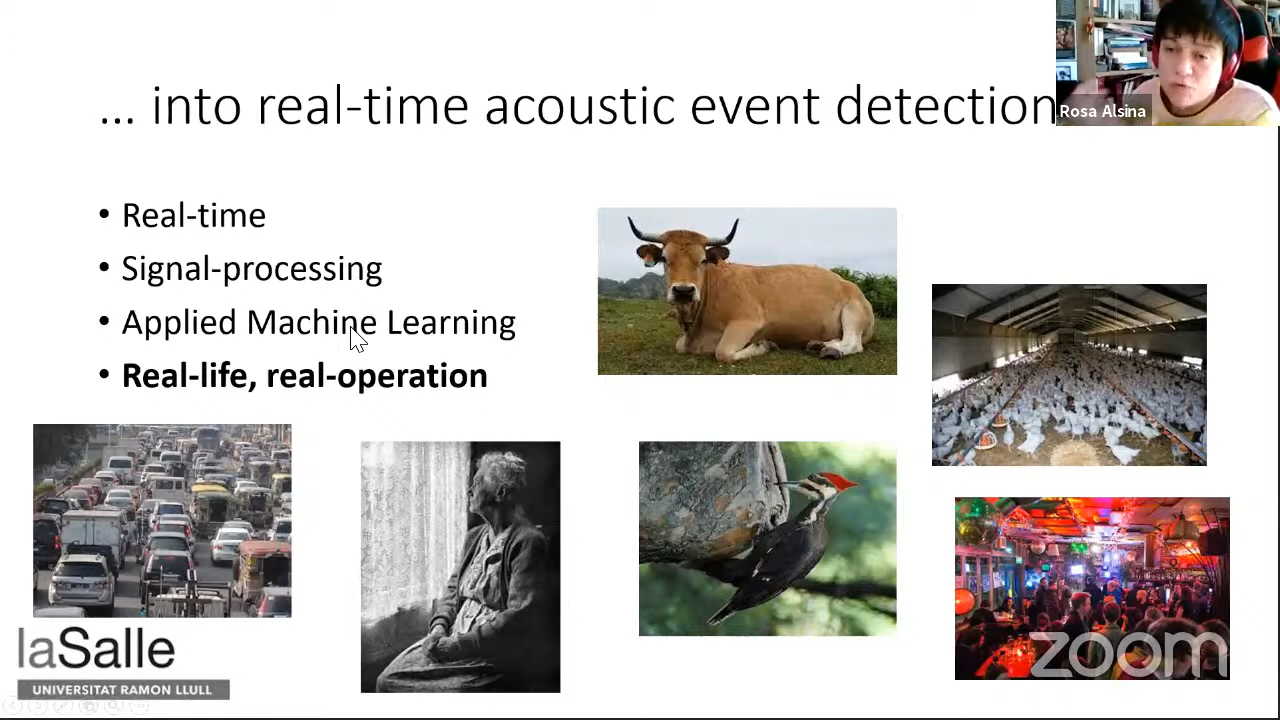 ... into real-time acoustic event detection
Rosa Alsina
• Real-time
• Signal-processing
• Applied Machine Learning
• Real-life, real-operation
laSalle
UNIVERSITAT RAMON LLULL
zoom